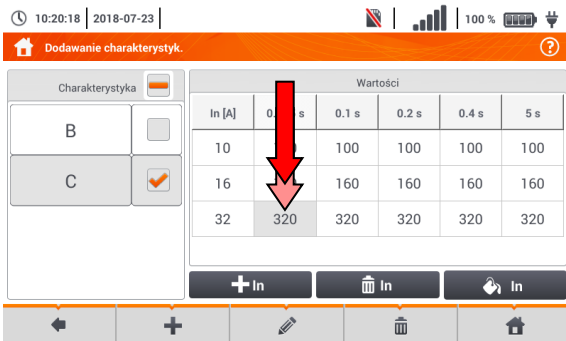 10:20:18 2018-07-23 100 %
Dodawanie charakterystyk. ?
Charakterystyka Wartości
In [A] s 0.1 s 0.2 s 0.4 s 5 s
B
10 100 100 100 100
C
16 160 160 160 160
32 320 320 320 320 320
In In In